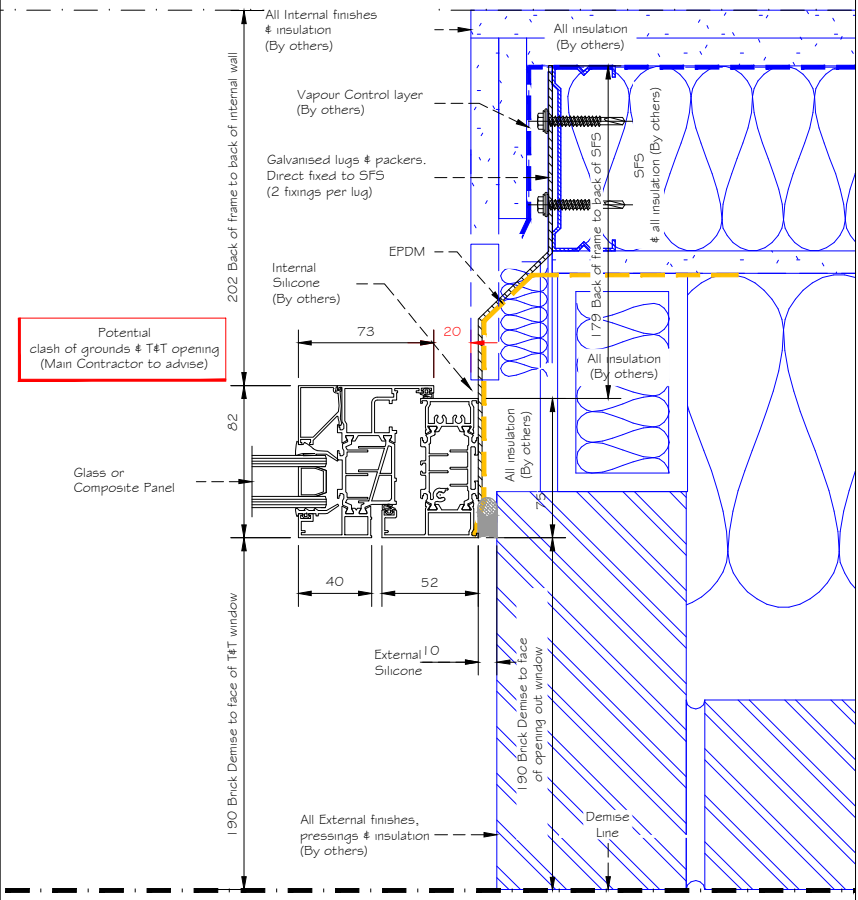 All Internal finishes
& insulation
(By others)
All insulation
(By others)
202 Back of frame to back of internal wall
Vapour Control layer
(By others)
Galvanised lugs & packers.
Direct fixed to SFS
(2 fixings per lug)
179 Back of frame to back of SFS
SFS
& all insulation (By others)
EPDM
Internal
Silicone
(By others)
Potential
clash of grounds & T&T opening
(Main Contractor to advise)
73
20
All insulation
(By others)
82
All insulation
(By others)
75
Glass or
Composite Panel
40
52
External
Silicone
10
190 Brick Demise to face of T&T window
190 Brick Demise to face
of opening out window
All External finishes,
pressings & insulation
(By others)
Demise
Line